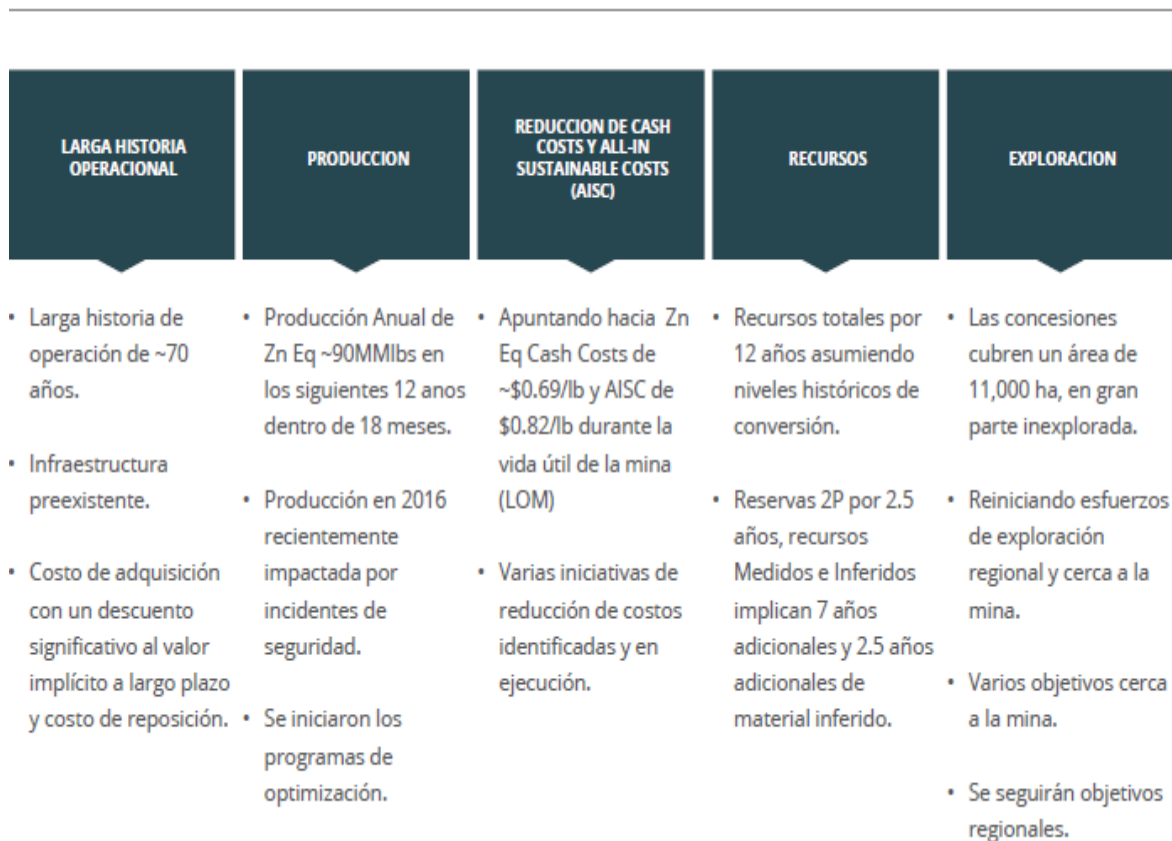 LARGA HISTORIA
OPERACIONAL
PRODUCCION
REDUCCION DE CASH
COSTS Y ALL-IN
SUSTAINABLE COSTS
(AISC)
RECURSOS
EXPLORACION
• Larga historia de
operación de ~70
años.
• Infraestructura
preexistente.
• Costo de adquisición
con un descuento
significativo al valor
implícito a largo plazo
y costo de reposición.
• Producción Anual de
Zn Eq ~90MMlbs en
los siguientes 12 anos
dentro de 18 meses.
• Producción en 2016
recientemente
impactada por
incidentes de
seguridad.
• Se iniciaron los
programas de
optimización.
• Apuntando hacia Zn
Eq Cash Costs de
~$0.69/lb y AISC de
$0.82/lb durante la
vida útil de la mina
(LOM)
• Varias iniciativas de
reducción de costos
identificadas y en
ejecución.
• Recursos totales por
12 años asumiendo
niveles históricos de
conversión.
• Reservas 2P por 2.5
años, recursos
Medidos e Inferidos
implican 7 años
adicionales y 2.5 años
adicionales de
material inferido.
• Las concesiones
cubren un área de
11,000 ha, en gran
parte inexplorada.
• Reiniciando esfuerzos
de exploración
regional y cerca a la
mina.
• Varios objetivos cerca
a la mina.
• Se seguirán objetivos
regionales.